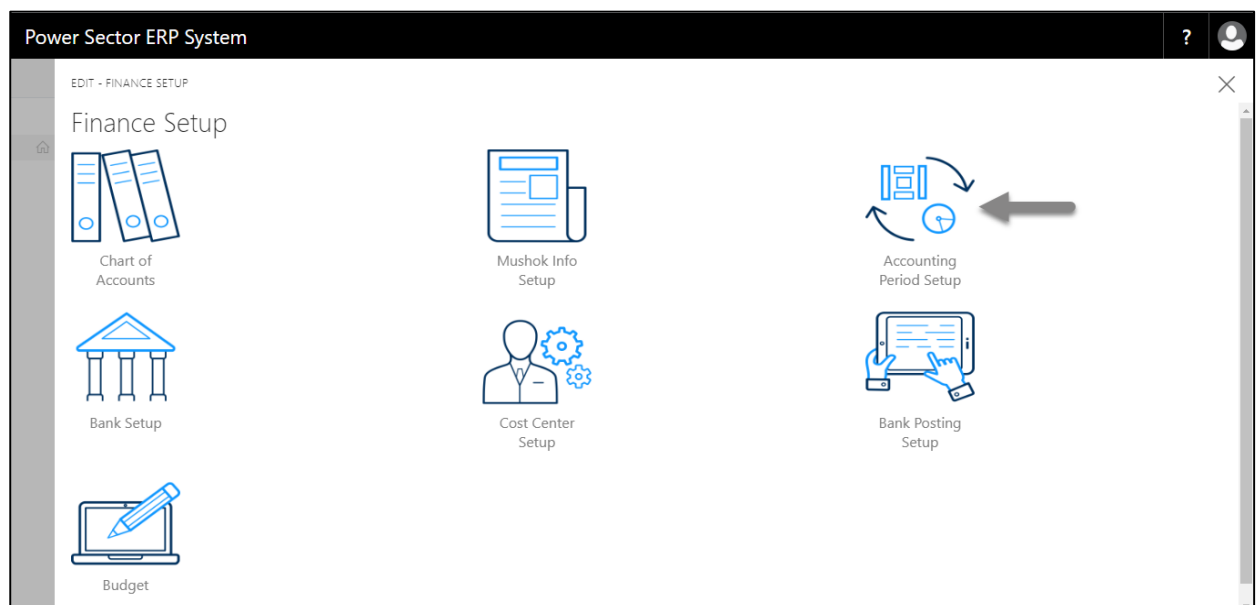 Power Sector ERP System
?
EDIT - FINANCE SETUP
Finance Setup
Chart of
Accounts
Mushok Info
Setup
Accounting
Period Setup
Bank Setup
Cost Center
Setup
Bank Posting
Setup
Budget